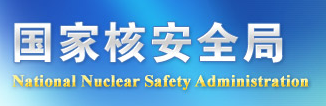 国家核安全局
National Nuclear Safety Administration